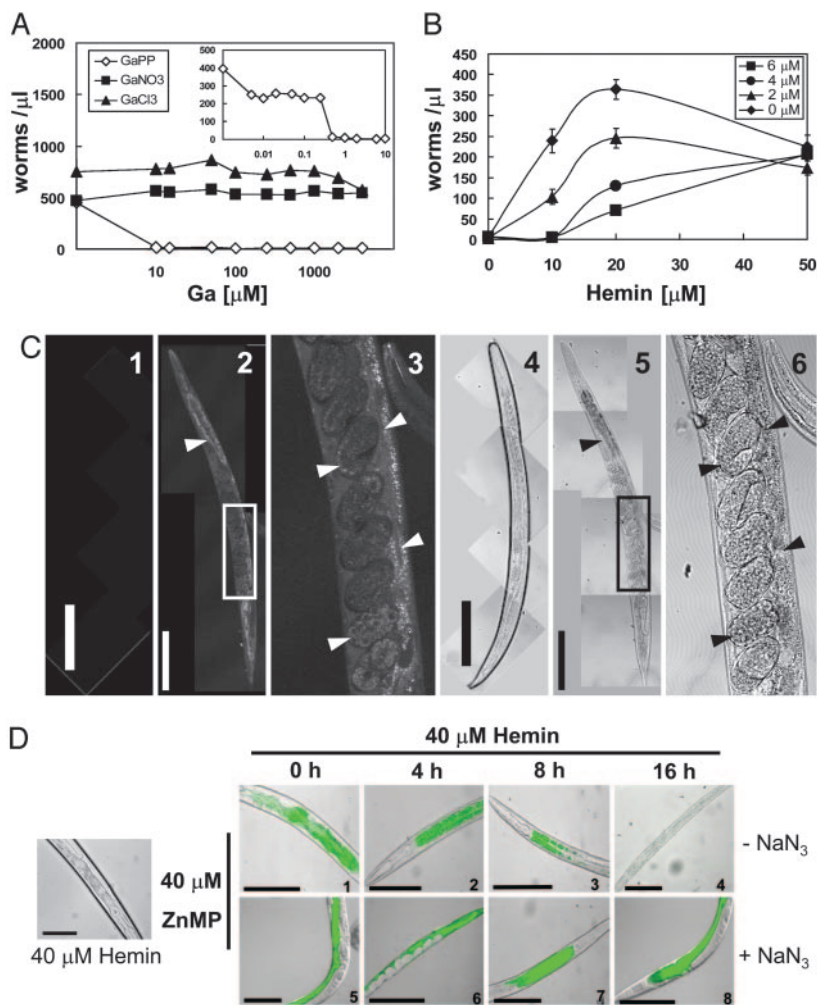 A
2000
1500
1000
500
0
worms /µl
GaPP
GaNO3
GaCl3
500
400
300
200
100
0
0.01 0.1 1 10
10 100 1000
Ga [µM]
B
450
400
350
300
250
200
150
100
50
0
worms /µl
6 µM
4 µM
2 µM
0 µM
0 10 20 30 40 50
Hemin [µM]
C
1 2 3 4 5 6
D
40 µM Hemin
0 h 4 h 8 h 16 h
40 µM
ZnMP
40 µM Hemin
1 2 3 4
- NaN₃
5 6 7 8
+ NaN₃